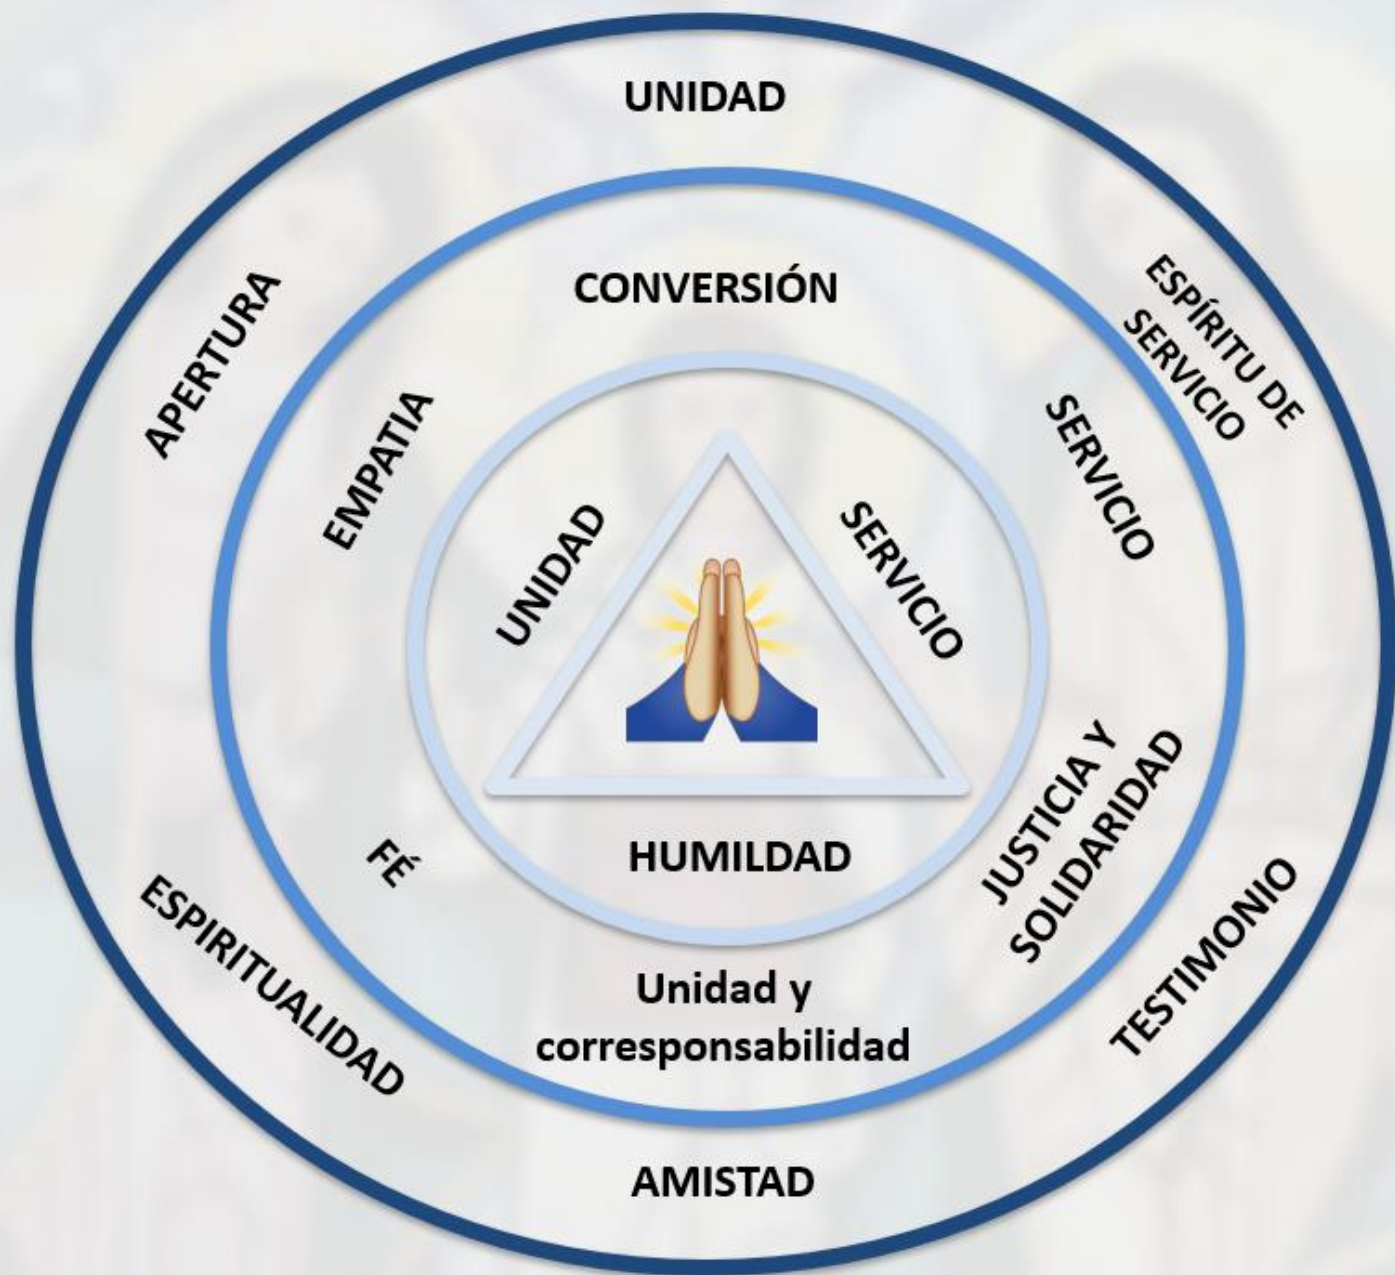 UNIDAD
APERTURA
ESPÍRITU DE
SERVICIO
CONVERSIÓN
EMPATIA
SERVICIO
UNIDAD
SERVICIO
HUMILDAD
FÉ
JUSTICIA Y
SOLIDARIDAD
Unidad y
corresponsabilidad
ESPIRITUALIDAD
TESTIMONIO
AMISTAD